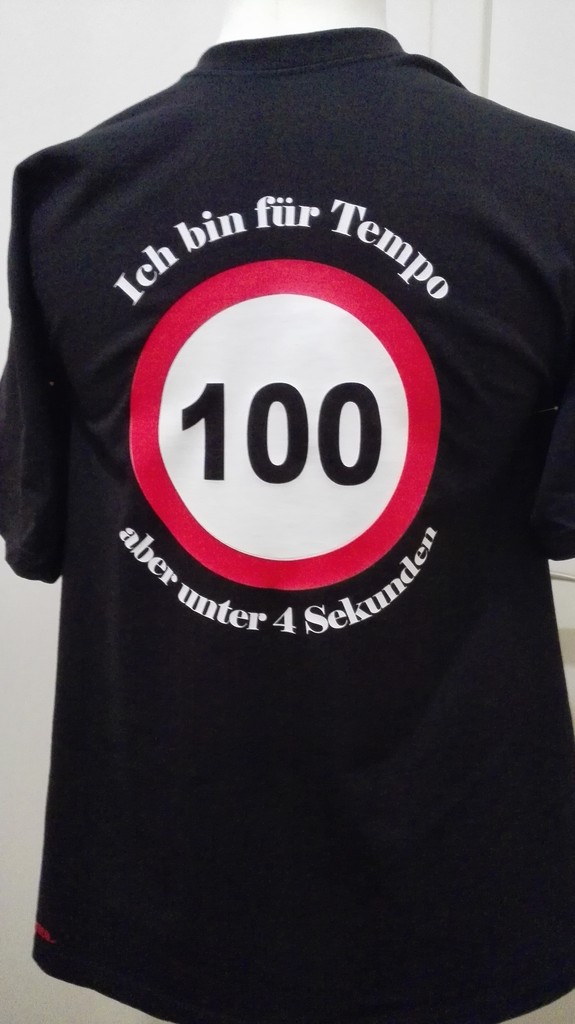 Ich bin für Tempo
100
aber unter 4 Sekunden